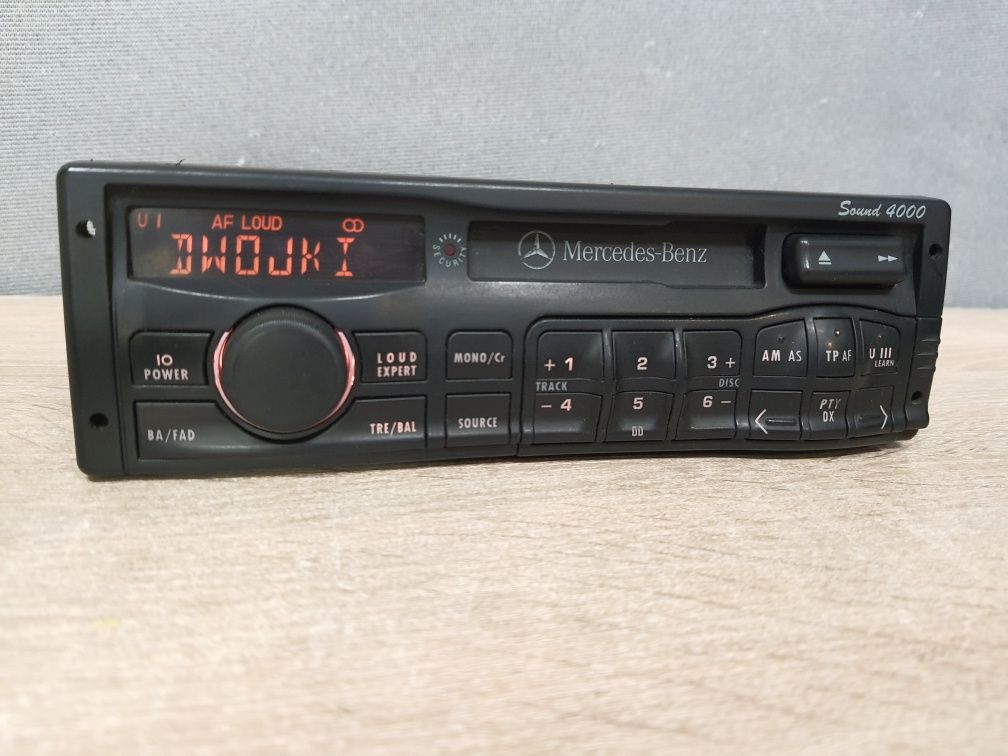 Sound 4000
U I AF LOUD
DWOJKI
SECURITY
Mercedes-Benz
IO
POWER
LOUD
EXPERT
BA/FAD
TRE/BAL
MONO/Cr
SOURCE
+ 1 2 3 +
TRACK DISC
- 4 5 6 -
AM AS TP AF U III
LEARN
< PTY >
DX